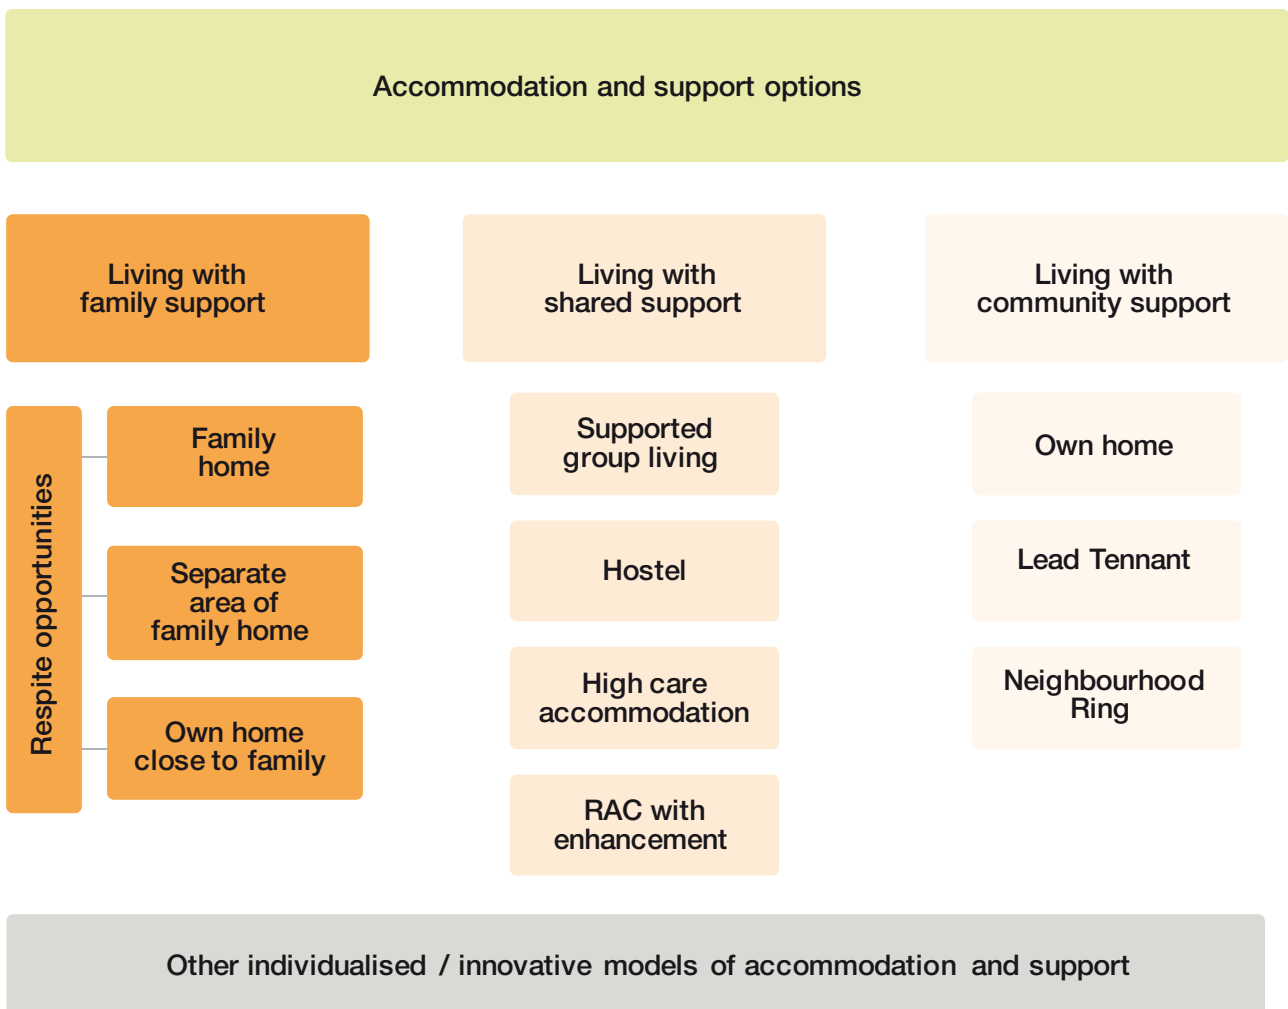 Accommodation and support options
Living with
family support
Living with
shared support
Living with
community support
Respite opportunities
Family
home
Separate
area of
family home
Own home
close to family
Supported
group living
Hostel
High care
accommodation
RAC with
enhancement
Own home
Lead Tennant
Neighbourhood
Ring
Other individualised / innovative models of accommodation and support